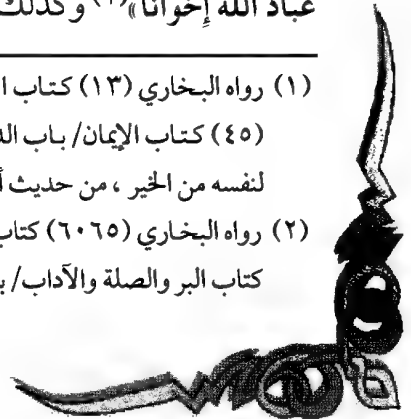 عباد الله إخوانا»(٢) وكذلك
(١) رواه البخاري (١٣) كتاب ا
(٤٥) كتاب الإيمان/ باب الد
لنفسه من الخير ، من حديث أ
(٢) رواه البخاري (٦٠٦٥) كتاب
كتاب البر والصلة والآداب/ ب